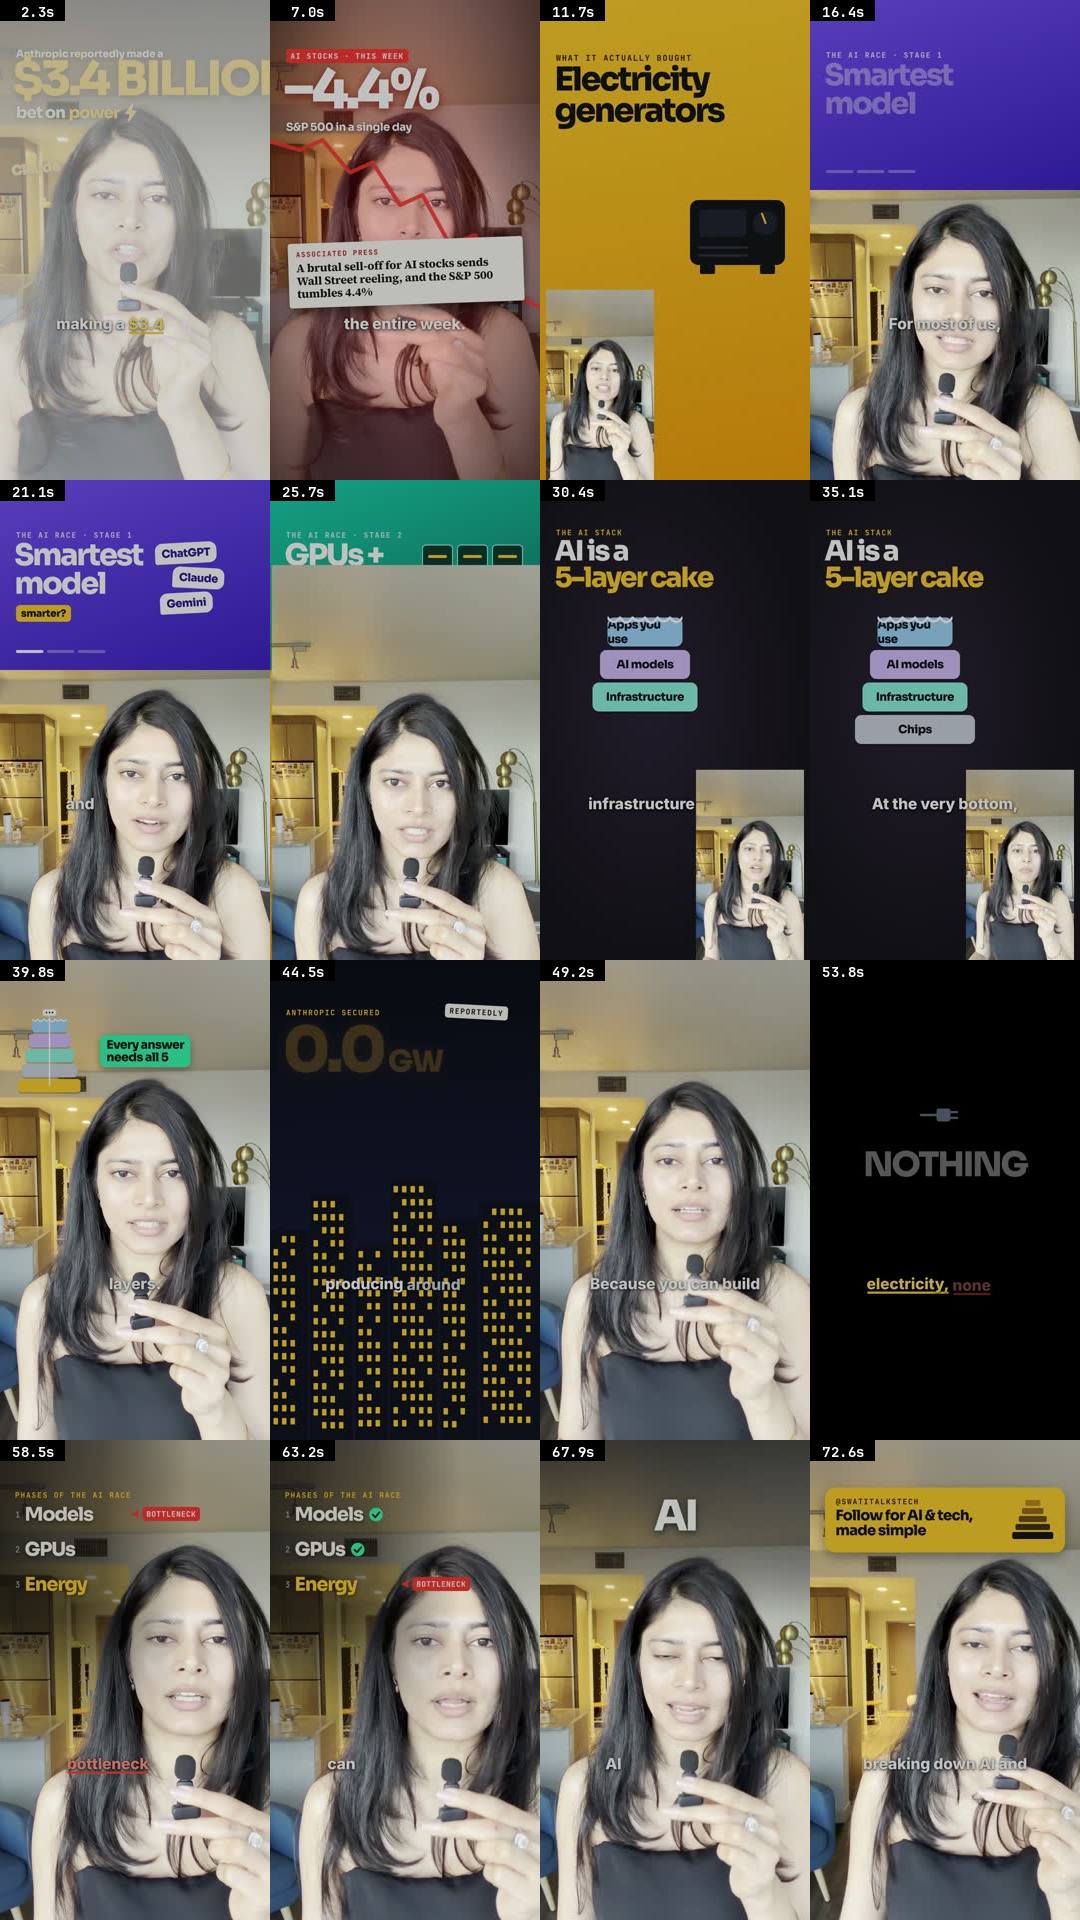 2.3s
Anthropic reportedly made a
$3.4 BILLION
bet on power
making a $3.4
7.0s
AI STOCKS · THIS WEEK
–4.4%
S&P 500 in a single day
ASSOCIATED PRESS
A brutal sell-off for AI stocks sends
Wall Street reeling, and the S&P 500
tumbles 4.4%
the entire week.
11.7s
WHAT IT ACTUALLY BOUGHT
Electricity
generators
16.4s
THE AI RACE · STAGE 1
Smartest
model
For most of us,
21.1s
THE AI RACE · STAGE 1
Smartest
model
smarter?
ChatGPT
Claude
Gemini
and
25.7s
THE AI RACE · STAGE 2
GPUs +
30.4s
THE AI STACK
AI is a
5-layer cake
Apps you
use
AI models
Infrastructure
infrastructure
35.1s
THE AI STACK
AI is a
5-layer cake
Apps you
use
AI models
Infrastructure
Chips
At the very bottom,
39.8s
Every answer
needs all 5
layers.
44.5s
ANTHROPIC SECURED
REPORTEDLY
0.0 GW
producing around
49.2s
Because you can build
53.8s
NOTHING
electricity, none
58.5s
PHASES OF THE AI RACE
1 Models
BOTTLENECK
2 GPUs
3 Energy
bottleneck
63.2s
PHASES OF THE AI RACE
1 Models
2 GPUs
3 Energy
BOTTLENECK
can
67.9s
AI
AI
72.6s
@SWATITALKSTECH
Follow for AI & tech,
made simple
breaking down AI and